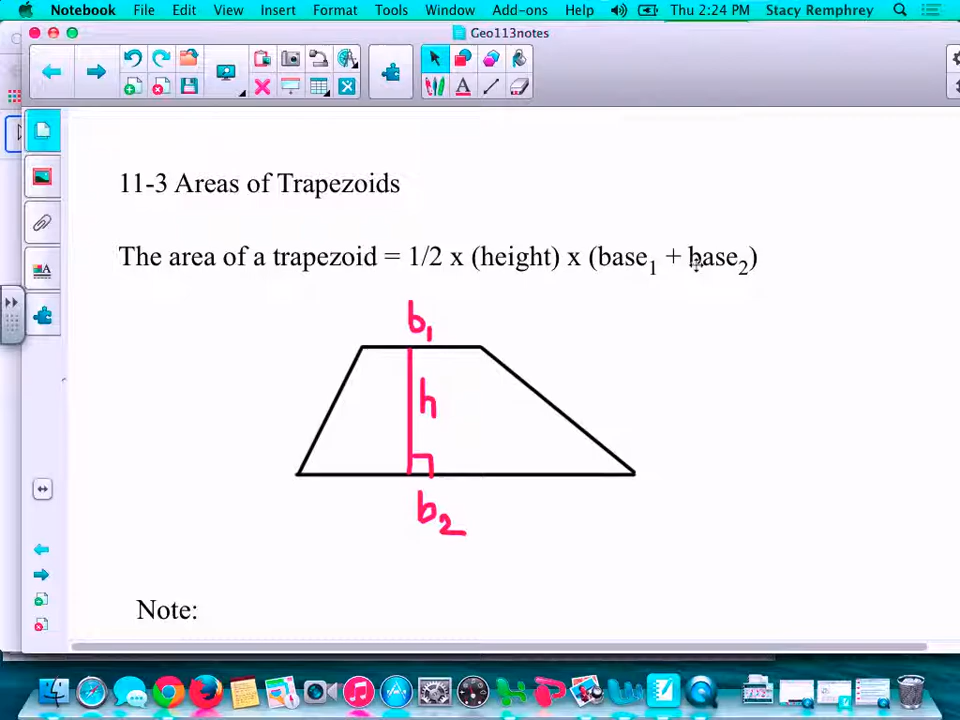 Notebook File Edit View Insert Format Tools Window Add-ons Help Thu 2:24 PM Stacy Remphrey
Geo113notes
11-3 Areas of Trapezoids
The area of a trapezoid = 1/2 x (height) x (base₁ + base₂)
b₁
h
b₂
Note: